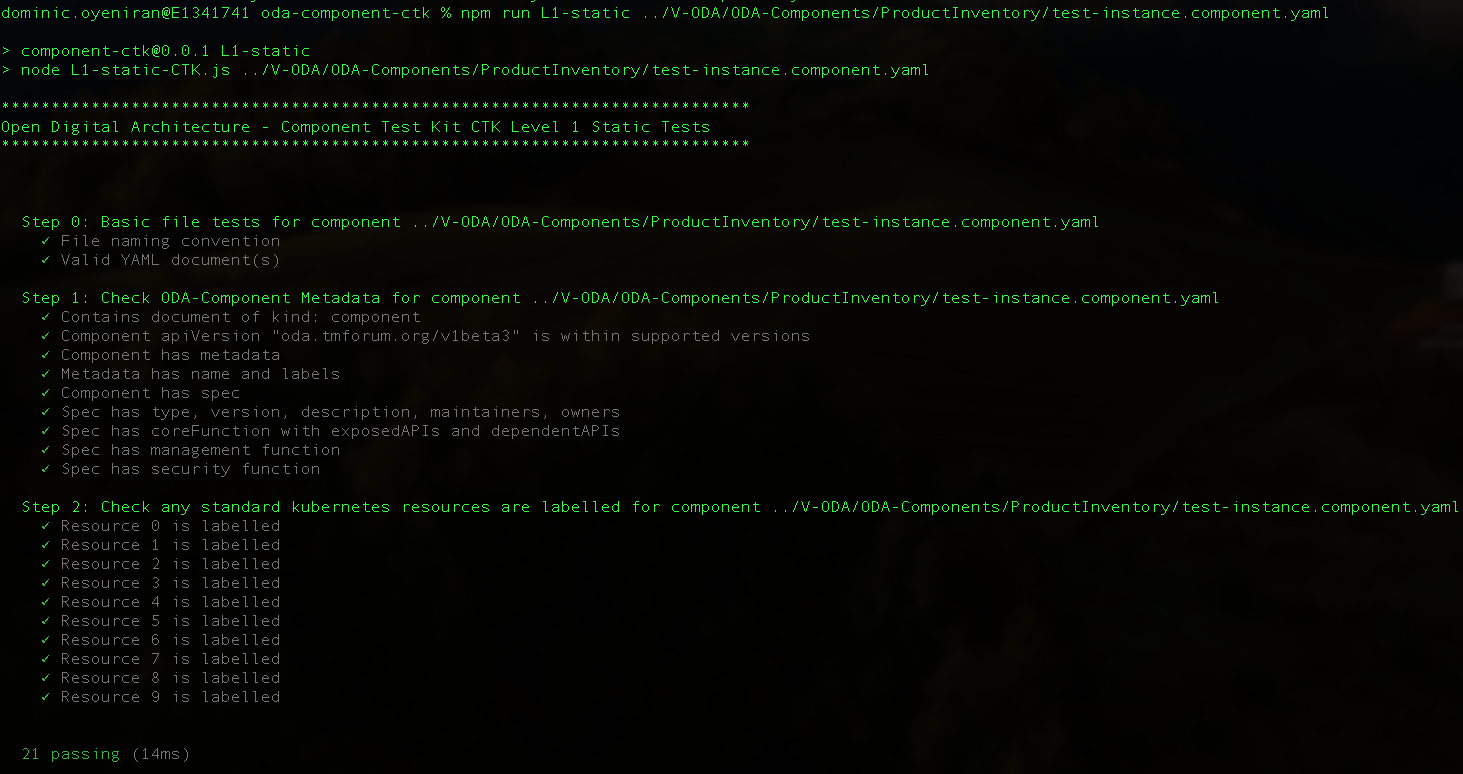 dominic.oyeniran@E1341741 oda-component-ctk % npm run L1-static ../V-ODA/ODA-Components/ProductInventory/test-instance.component.yaml
> component-ctk@0.0.1 L1-static
> node L1-static-CTK.js ../V-ODA/ODA-Components/ProductInventory/test-instance.component.yaml
***************************************************************************
Open Digital Architecture - Component Test Kit CTK Level 1 Static Tests
***************************************************************************
Step 0: Basic file tests for component ../V-ODA/ODA-Components/ProductInventory/test-instance.component.yaml
✓ File naming convention
✓ Valid YAML document(s)
Step 1: Check ODA-Component Metadata for component ../V-ODA/ODA-Components/ProductInventory/test-instance.component.yaml
✓ Contains document of kind: component
✓ Component apiVersion "oda.tmforum.org/v1beta3" is within supported versions
✓ Component has metadata
✓ Metadata has name and labels
✓ Component has spec
✓ Spec has type, version, description, maintainers, owners
✓ Spec has coreFunction with exposedAPIs and dependentAPIs
✓ Spec has management function
✓ Spec has security function
Step 2: Check any standard kubernetes resources are labelled for component ../V-ODA/ODA-Components/ProductInventory/test-instance.component.yaml
✓ Resource 0 is labelled
✓ Resource 1 is labelled
✓ Resource 2 is labelled
✓ Resource 3 is labelled
✓ Resource 4 is labelled
✓ Resource 5 is labelled
✓ Resource 6 is labelled
✓ Resource 7 is labelled
✓ Resource 8 is labelled
✓ Resource 9 is labelled
21 passing (14ms)